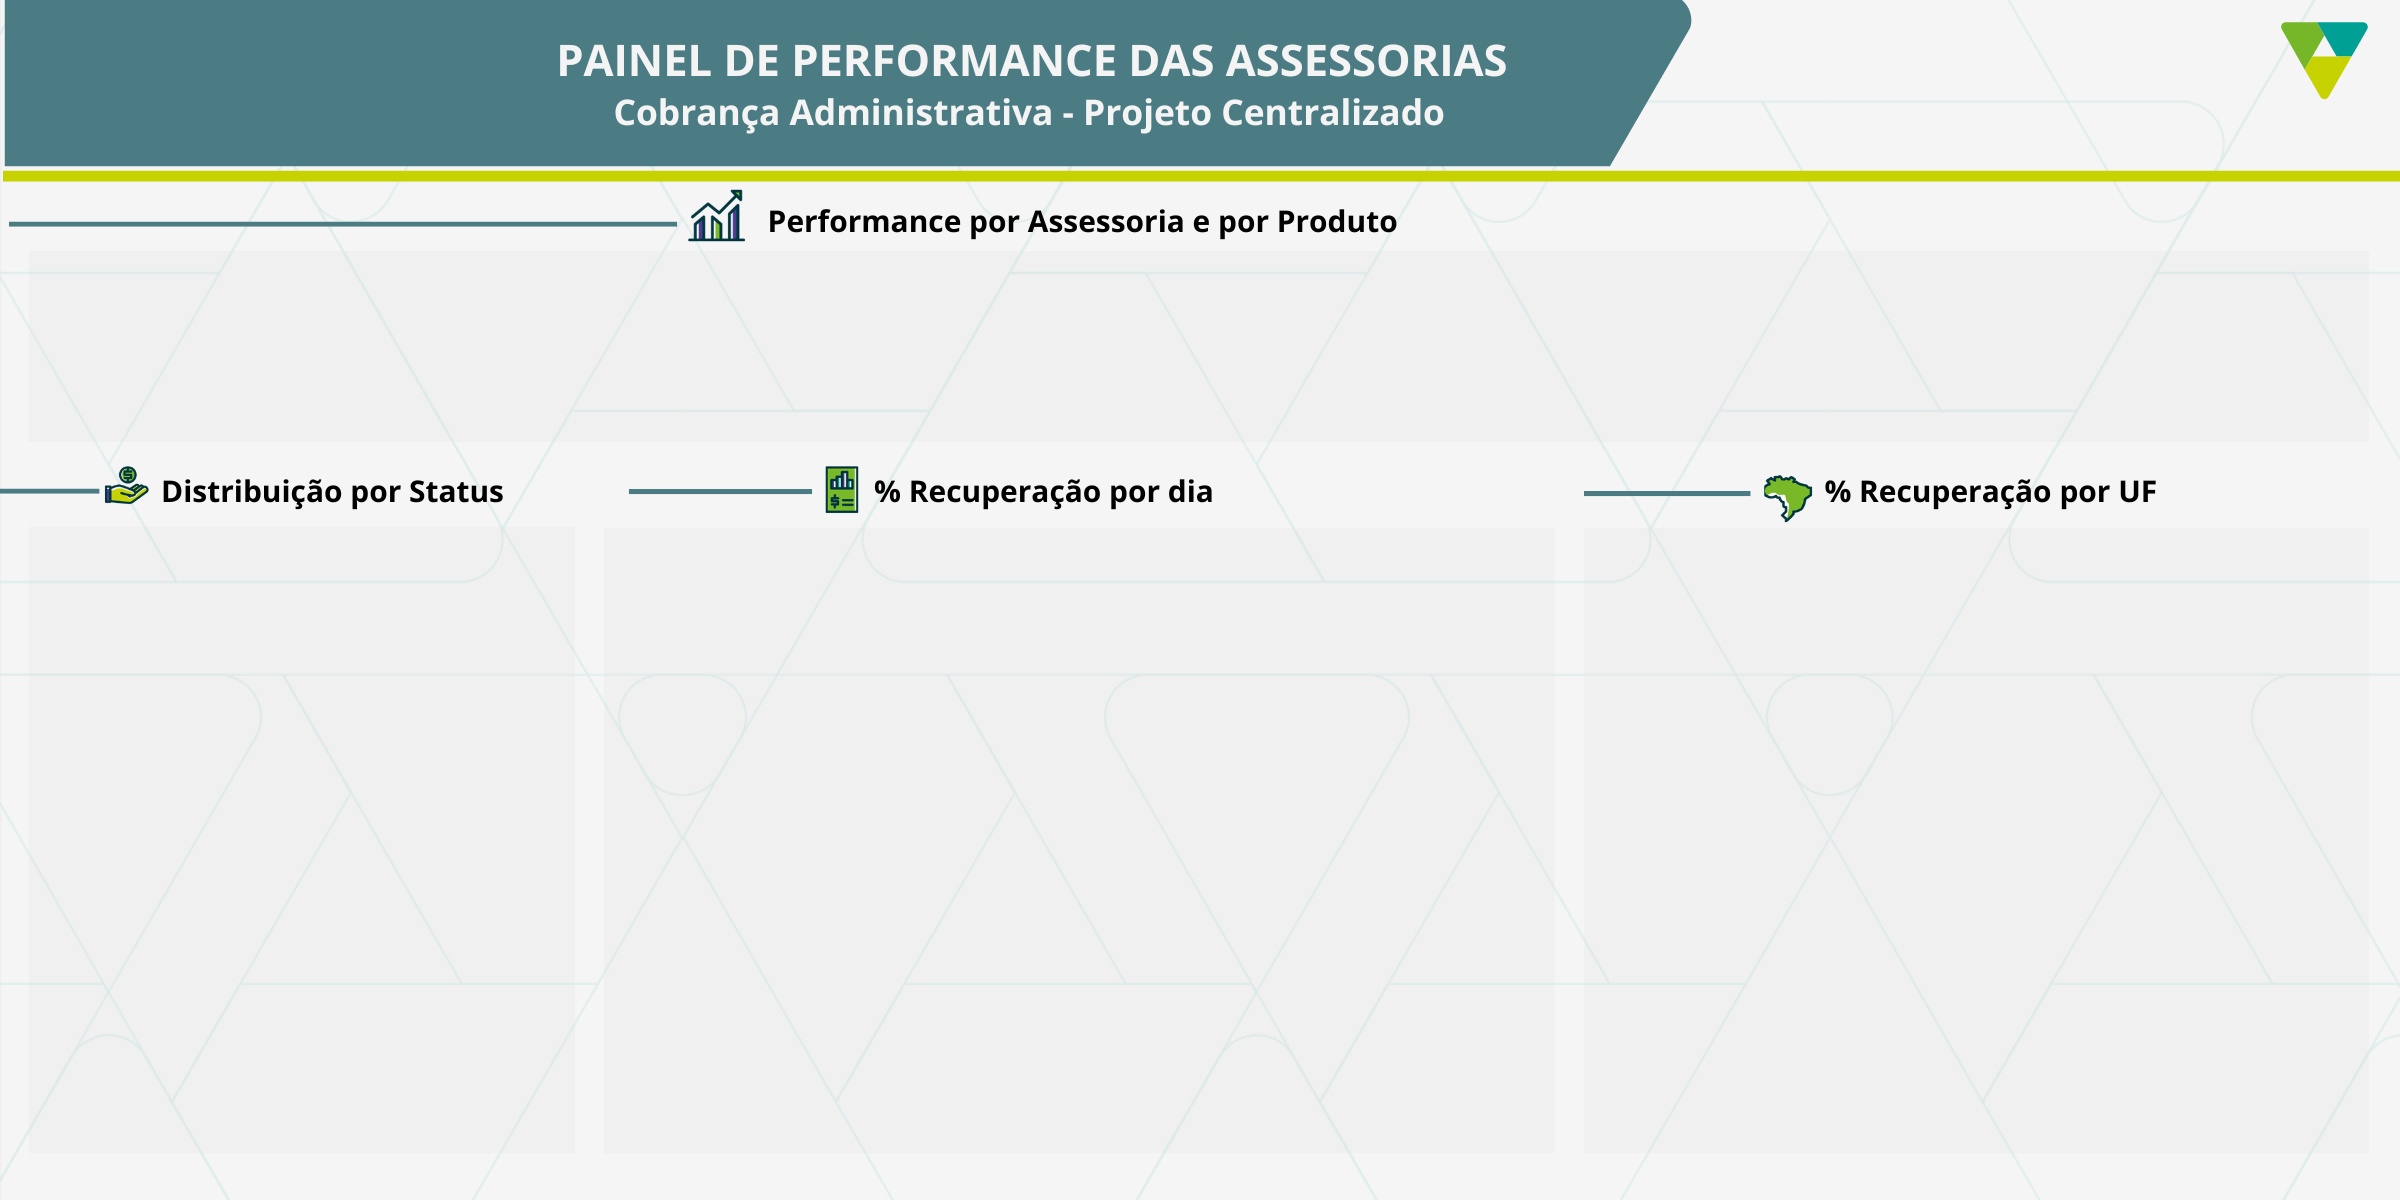 PAINEL DE PERFORMANCE DAS ASSESSORIAS
Cobrança Administrativa - Projeto Centralizado
Performance por Assessoria e por Produto
Distribuição por Status
% Recuperação por dia
% Recuperação por UF